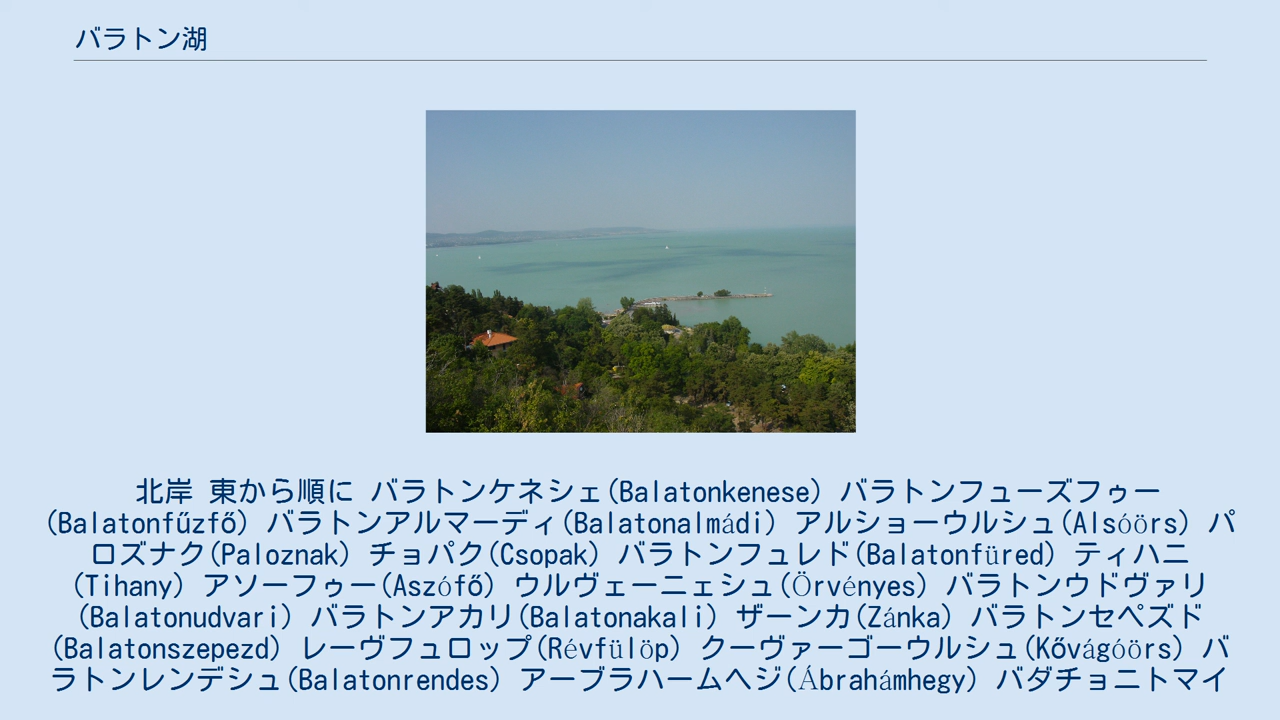 バラトン湖
北岸 東から順に バラトンケネシェ(Balatonkenese) バラトンフューズフゥー
(Balatonfűzfő) バラトンアルマーディ(Balatonalmádi) アルショーウルシュ(Alsóörs) パ
ロズナク(Paloznak) チョパク(Csopak) バラトンフュレド(Balatonfüred) ティハニ
(Tihany) アソーフゥー(Aszófő) ウルヴェーニェシュ(Örvényes) バラトンウドヴァリ
(Balatonudvari) バラトンアカリ(Balatonakali) ザーンカ(Zánka) バラトンセペズド
(Balatonszepezd) レーヴフュロップ(Révfülöp) クーヴァーゴーウルシュ(Kővágóörs) バ
ラトンレンデシュ(Balatonrendes) アーブラハームヘジ(Ábrahámhegy) バダチョニトマイ